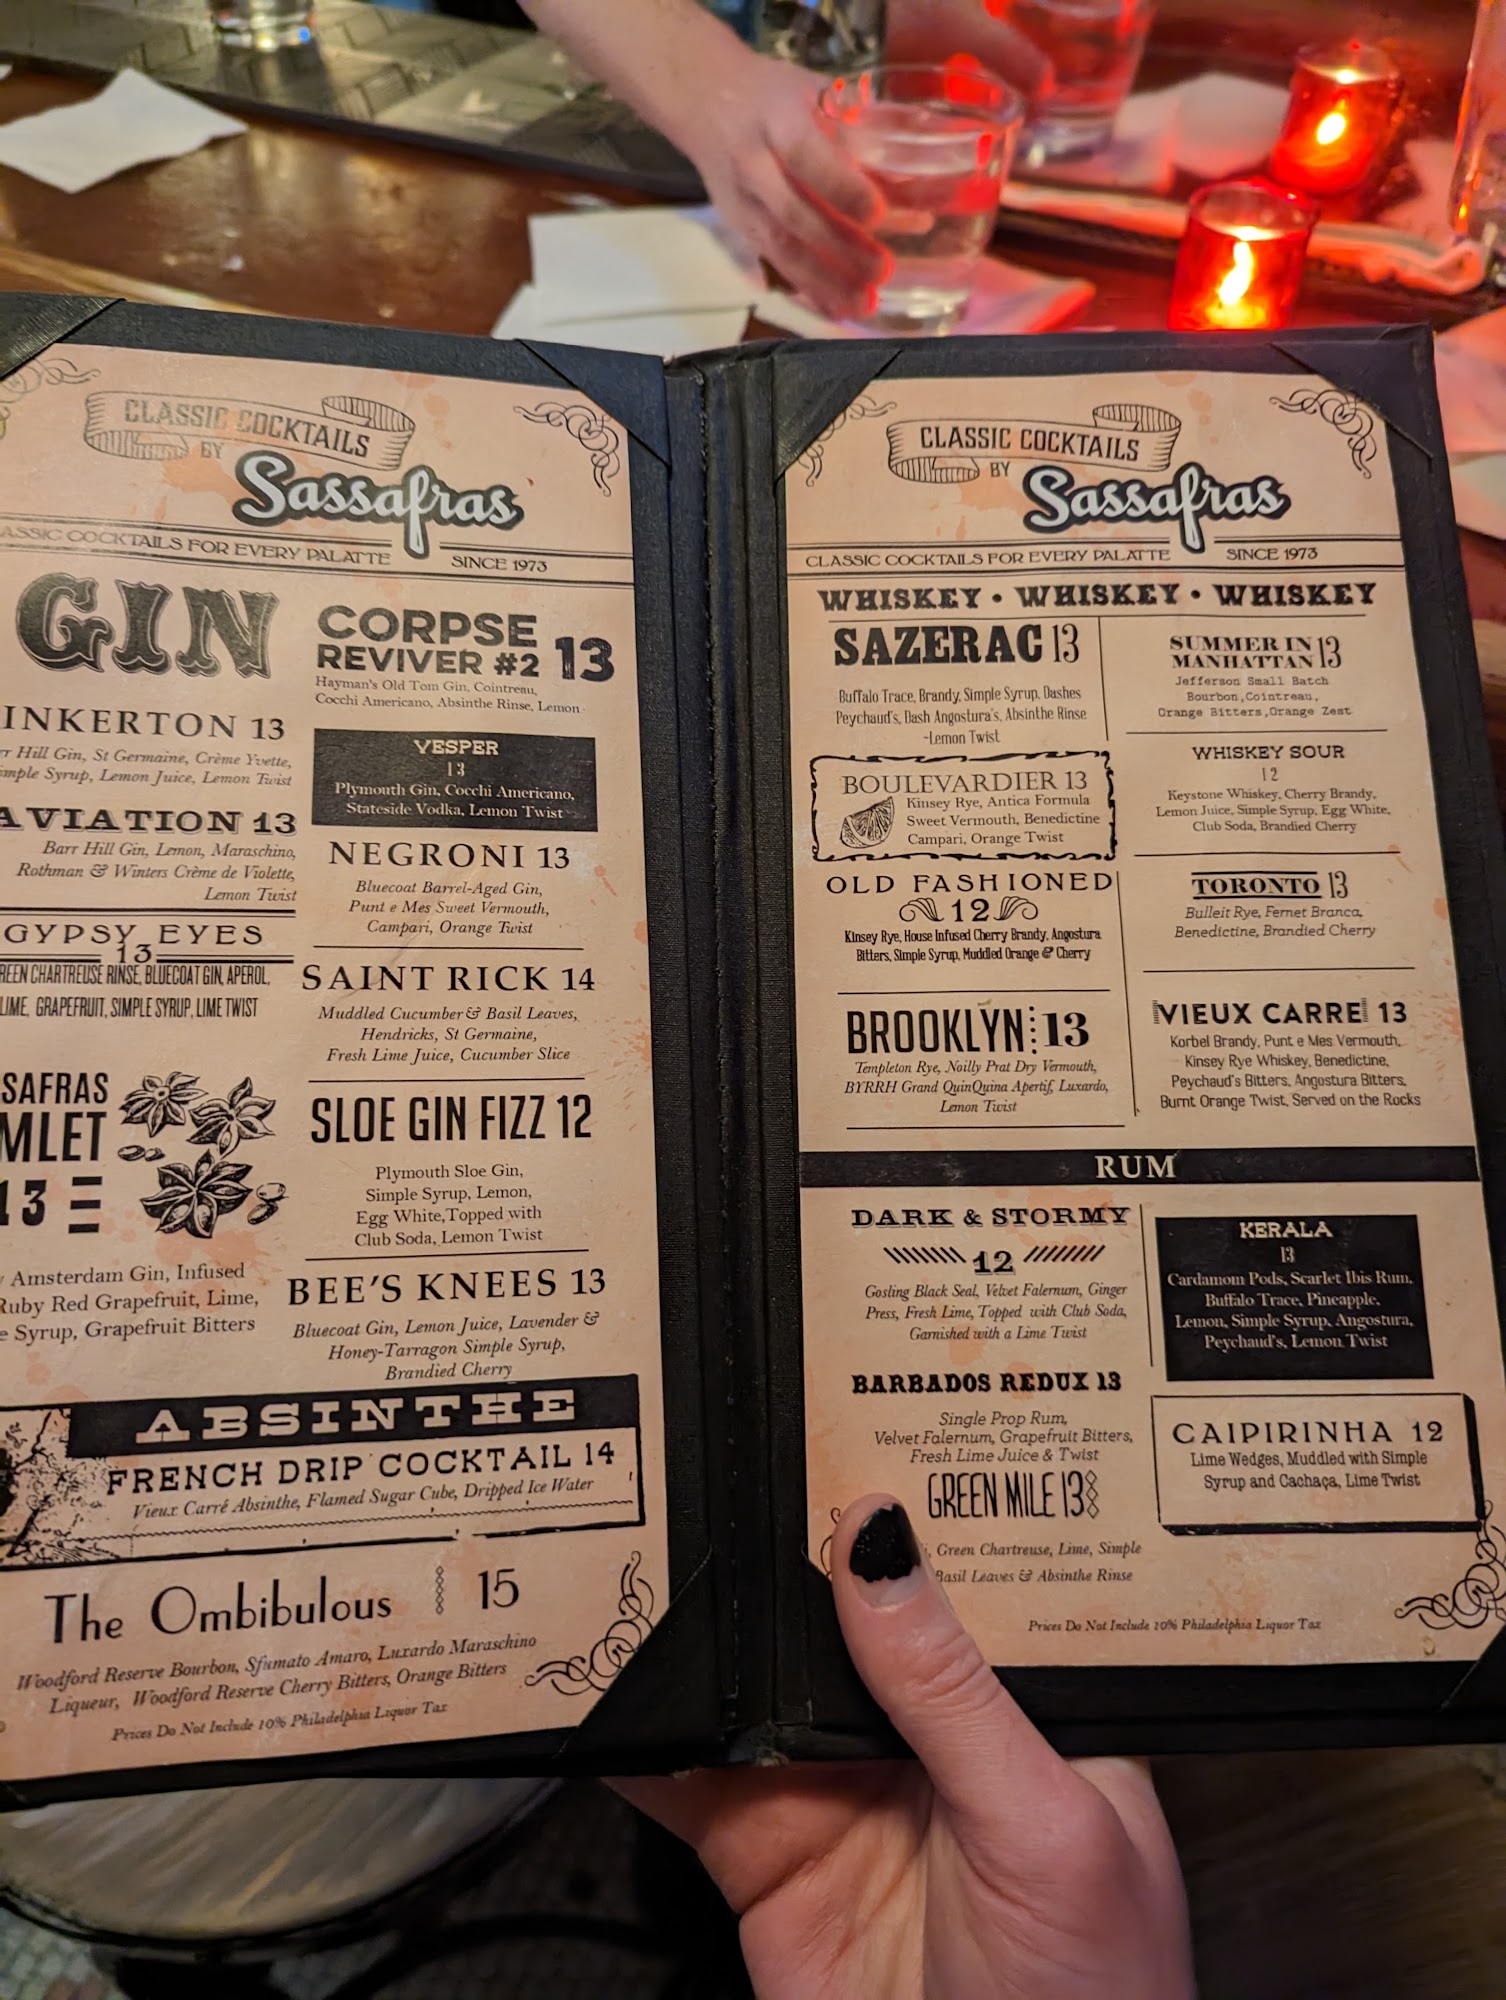 CLASSIC COCKTAILS
BY
Sassafras
CLASSIC COCKTAILS FOR EVERY PALATTE
SINCE 1973
GIN
13
Hill Gin, St Germaine, Crème Yvette,
Syrup, Lemon Juice, Lemon Twist
AVIATION 13
Barr Hill Gin, Lemon, Maraschino,
Rothman & Winters Crème de Violette,
Lemon Twist
GYPSY EYES
13
CHARTREUSE RINSE, BLUECOAT GIN, APEROL,
LIME, GRAPEFRUIT, SIMPLE SYRUP, LIME TWIST
13
Amsterdam Gin, Infused
Ruby Red Grapefruit, Lime,
Syrup, Grapefruit Bitters
CORPSE
REVIVER #2 13
Hayman's Old Tom Gin, Cointreau,
Cocchi Americano, Absinthe Rinse, Lemon
VESPER
13
Plymouth Gin, Cocchi Americano,
Stateside Vodka, Lemon Twist
NEGRONI 13
Bluecoat Barrel-Aged Gin,
Punt e Mes Sweet Vermouth,
Campari, Orange Twist
SAINT RICK 14
Muddled Cucumber & Basil Leaves,
Hendricks, St Germaine,
Fresh Lime Juice, Cucumber Slice
SLOE GIN FIZZ 12
Plymouth Sloe Gin,
Simple Syrup, Lemon,
Egg White,Topped with
Club Soda, Lemon Twist
BEE'S KNEES 13
Bluecoat Gin, Lemon Juice, Lavender &
Honey-Tarragon Simple Syrup,
Brandied Cherry
ABSINTHE
FRENCH DRIP COCKTAIL 14
Vieux Carré Absinthe, Flamed Sugar Cube, Dripped Ice Water
The Ombibulous 15
Woodford Reserve Bourbon, Sfumato Amaro, Luxardo Maraschino
Liqueur, Woodford Reserve Cherry Bitters, Orange Bitters
Prices Do Not Include 10% Philadelphia Liquor Tax
CLASSIC COCKTAILS
BY
Sassafras
CLASSIC COCKTAILS FOR EVERY PALATTE
SINCE 1973
WHISKEY • WHISKEY • WHISKEY
SAZERAC 13
Buffalo Trace, Brandy, Simple Syrup, Dashes
Peychaud's, Dash Angostura's, Absinthe Rinse
-Lemon Twist
BOULEVARDIER 13
Kinsey Rye, Antica Formula
Sweet Vermouth, Benedictine
Campari, Orange Twist
OLD FASHIONED
12
Kinsey Rye, House Infused Cherry Brandy, Angostura
Bitters, Simple Syrup, Muddled Orange & Cherry
BROOKLYN 13
Templeton Rye, Noilly Prat Dry Vermouth,
BYRRH Grand QuinQuina Apertif, Luxardo,
Lemon Twist
SUMMER IN
MANHATTAN 13
Jefferson Small Batch
Bourbon,Cointreau,
Orange Bitters,Orange Zest
WHISKEY SOUR
12
Keystone Whiskey, Cherry Brandy,
Lemon Juice, Simple Syrup, Egg White,
Club Soda, Brandied Cherry
TORONTO 13
Bulleit Rye, Fernet Branca,
Benedictine, Brandied Cherry
VIEUX CARRE 13
Korbel Brandy, Punt e Mes Vermouth,
Kinsey Rye Whiskey, Benedictine,
Peychaud's Bitters, Angostura Bitters,
Burnt Orange Twist, Served on the Rocks
RUM
DARK & STORMY
12
Gosling Black Seal, Velvet Falernum, Ginger
Press, Fresh Lime, Topped with Club Soda,
Garnished with a Lime Twist
BARBADOS REDUX 13
Single Prop Rum,
Velvet Falernum, Grapefruit Bitters,
Fresh Lime Juice & Twist
GREEN MILE 13
Green Chartreuse, Lime, Simple
Basil Leaves & Absinthe Rinse
KERALA
13
Cardamom Pods, Scarlet Ibis Rum,
Buffalo Trace, Pineapple,
Lemon, Simple Syrup, Angostura,
Peychaud's, Lemon Twist
CAIPIRINHA 12
Lime Wedges, Muddled with Simple
Syrup and Cachaça, Lime Twist
Prices Do Not Include 10% Philadelphia Liquor Tax